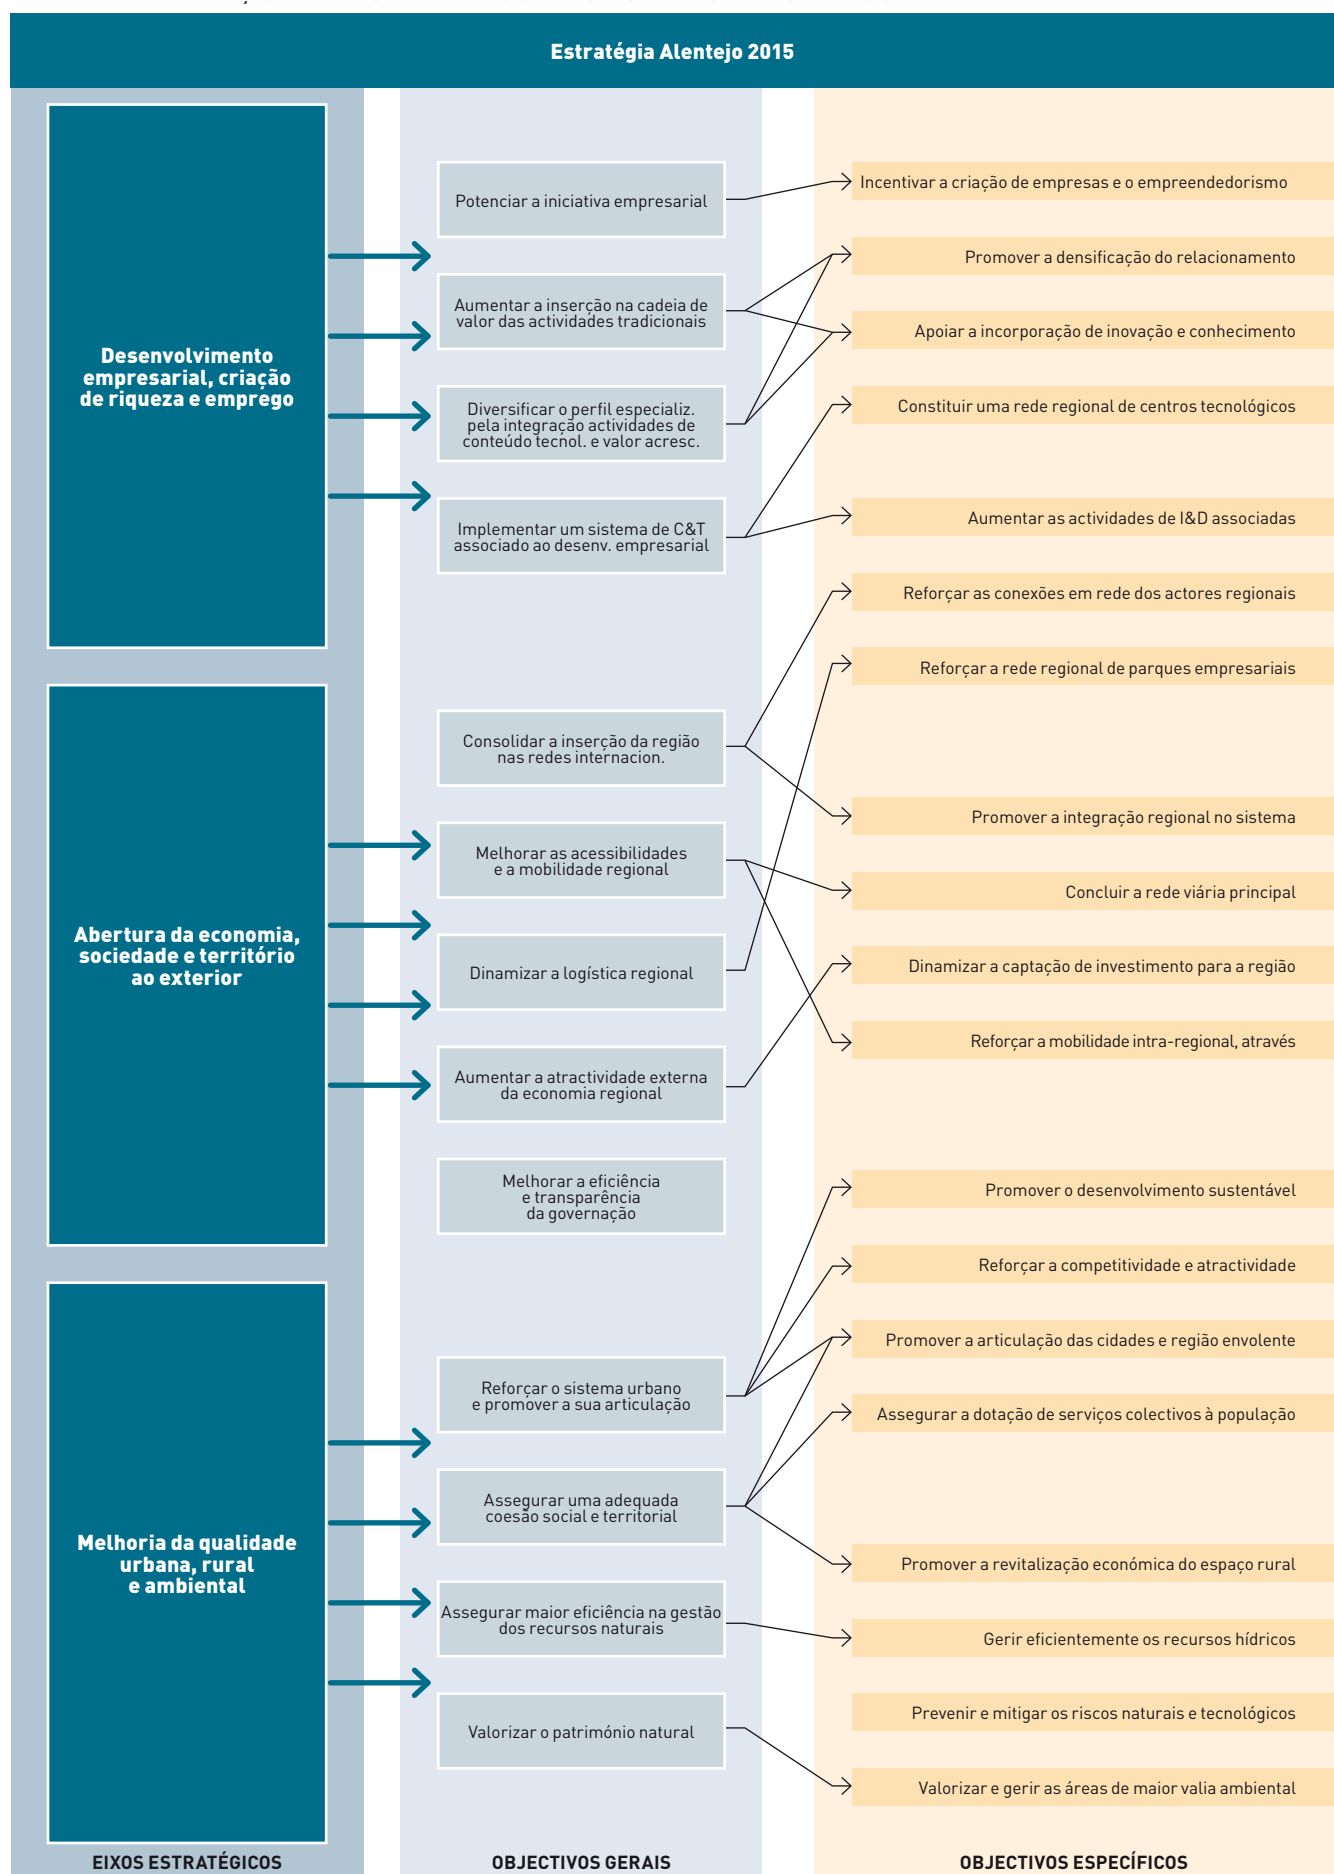 Estratégia Alentejo 2015
Desenvolvimento
empresarial, criação
de riqueza e emprego
Abertura da economia,
sociedade e território
ao exterior
Melhoria da qualidade
urbana, rural
e ambiental
EIXOS ESTRATÉGICOS
Potenciar a iniciativa empresarial
Aumentar a inserção na cadeia de
valor das actividades tradicionais
Diversificar o perfil especializ.
pela integração actividades de
conteúdo tecnol. e valor acresc.
Implementar um sistema de C&T
associado ao desenv. empresarial
Consolidar a inserção da região
nas redes internacion.
Melhorar as acessibilidades
e a mobilidade regional
Dinamizar a logística regional
Aumentar a atractividade externa
da economia regional
Melhorar a eficiência
e transparência
da governação
Reforçar o sistema urbano
e promover a sua articulação
Assegurar uma adequada
coesão social e territorial
Assegurar maior eficiência na gestão
dos recursos naturais
Valorizar o património natural
OBJECTIVOS GERAIS
Incentivar a criação de empresas e o empreendedorismo
Promover a densificação do relacionamento
Apoiar a incorporação de inovação e conhecimento
Constituir uma rede regional de centros tecnológicos
Aumentar as actividades de I&D associadas
Reforçar as conexões em rede dos actores regionais
Reforçar a rede regional de parques empresariais
Promover a integração regional no sistema
Concluir a rede viária principal
Dinamizar a captação de investimento para a região
Reforçar a mobilidade intra-regional, através
Promover o desenvolvimento sustentável
Reforçar a competitividade e atractividade
Promover a articulação das cidades e região envolente
Assegurar a dotação de serviços colectivos à população
Promover a revitalização económica do espaço rural
Gerir eficientemente os recursos hídricos
Prevenir e mitigar os riscos naturais e tecnológicos
Valorizar e gerir as áreas de maior valia ambiental
OBJECTIVOS ESPECÍFICOS